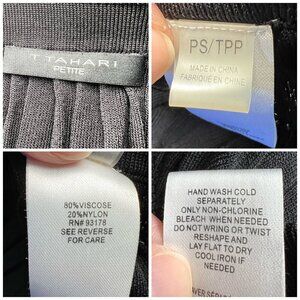 T TAHARI
PETITE
PS/TPP
MADE IN CHINA
FABRIQUÉ EN CHINE
80%VISCOSE
20%NYLON
RN# 93178
SEE REVERSE
FOR CARE
HAND WASH COLD
SEPARATELY
ONLY NON-CHLORINE
BLEACH WHEN NEEDED
DO NOT WRING OR TWIST
RESHAPE AND
LAY FLAT TO DRY
COOL IRON IF
NEEDED